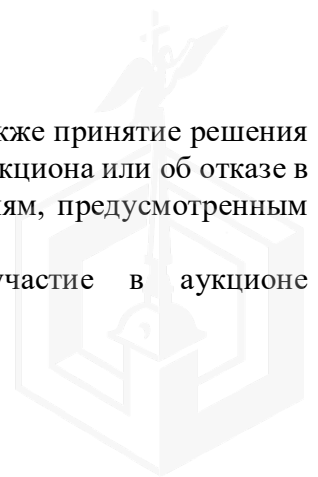 кже принятие решения
кциона или об отказе в
ям, предусмотренным
участие в аукционе